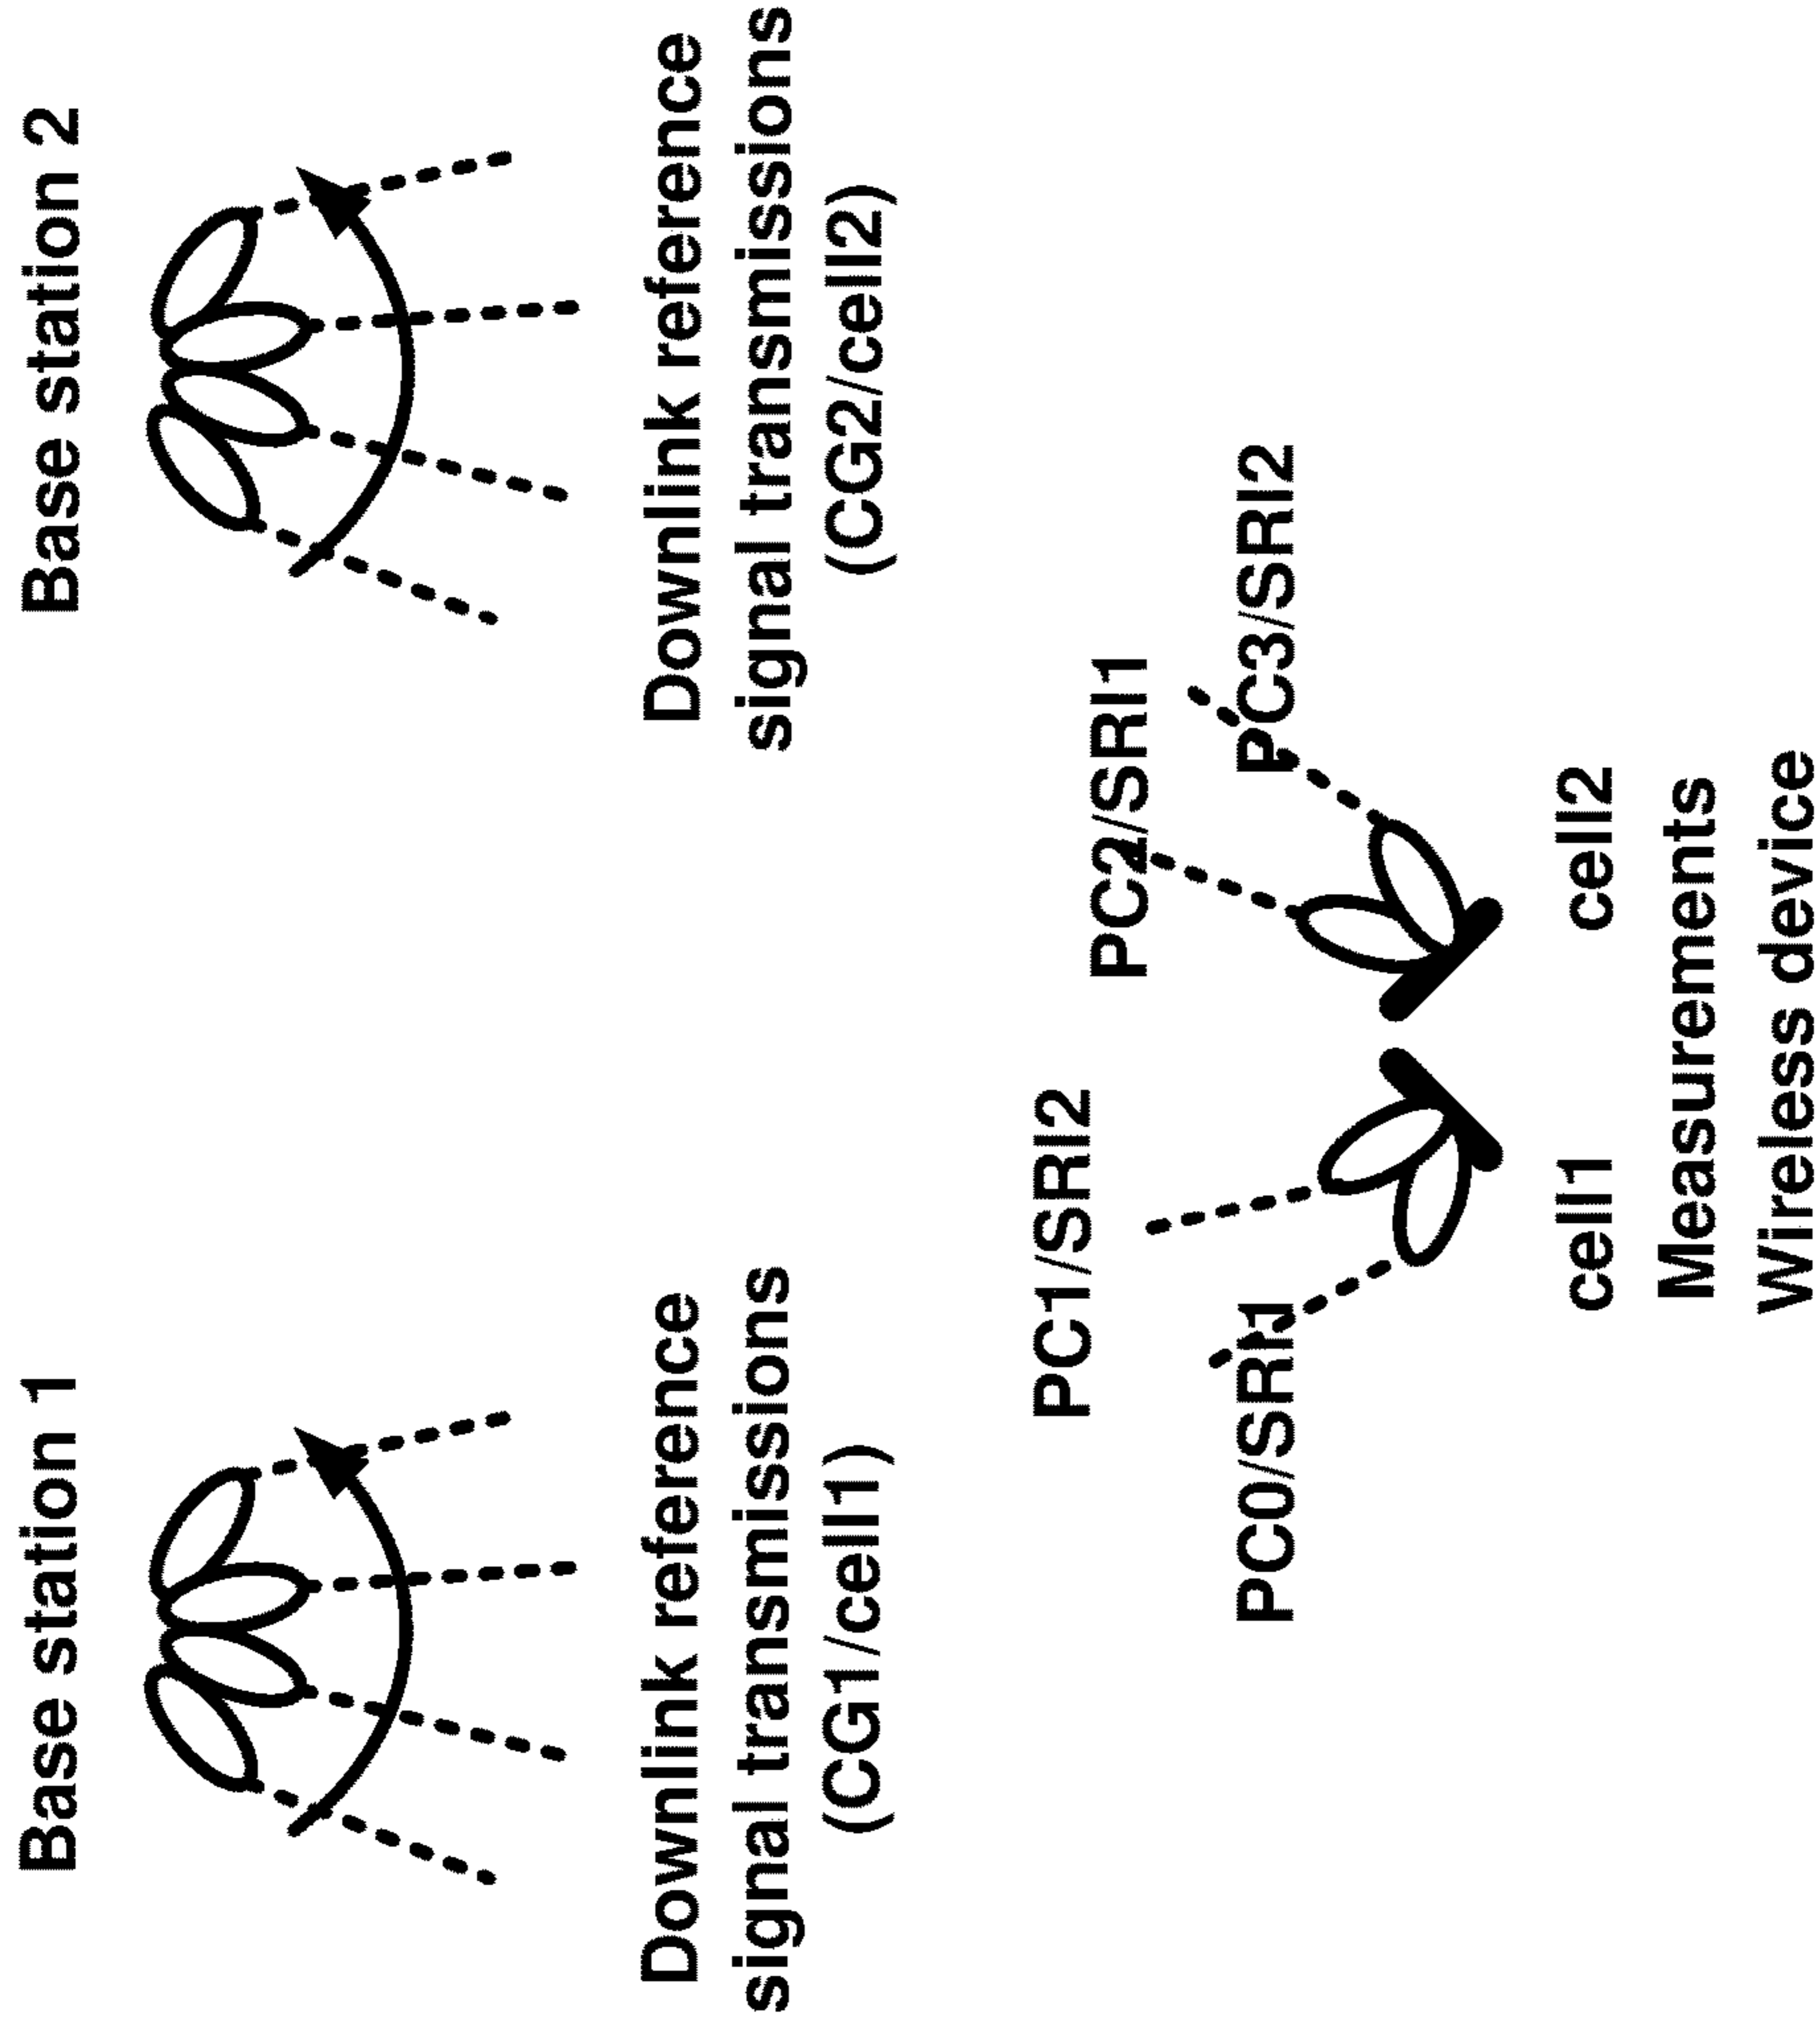 Base station 1
Downlink reference
signal transmissions
(CG1/cell1)
Base station 2
Downlink reference
signal transmissions
(CG2/cell2)
PC0/SRI1
PC1/SRI2
PC2/SRI1
PC3/SRI2
cell1
cell2
Measurements
Wireless device